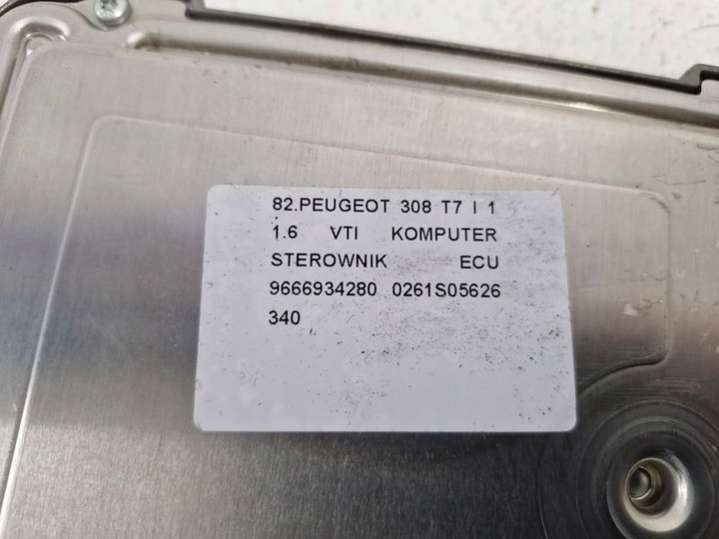 82.PEUGEOT 308 T7 I 1
1.6 VTI KOMPUTER
STEROWNIK ECU
9666934280 0261S05626
340